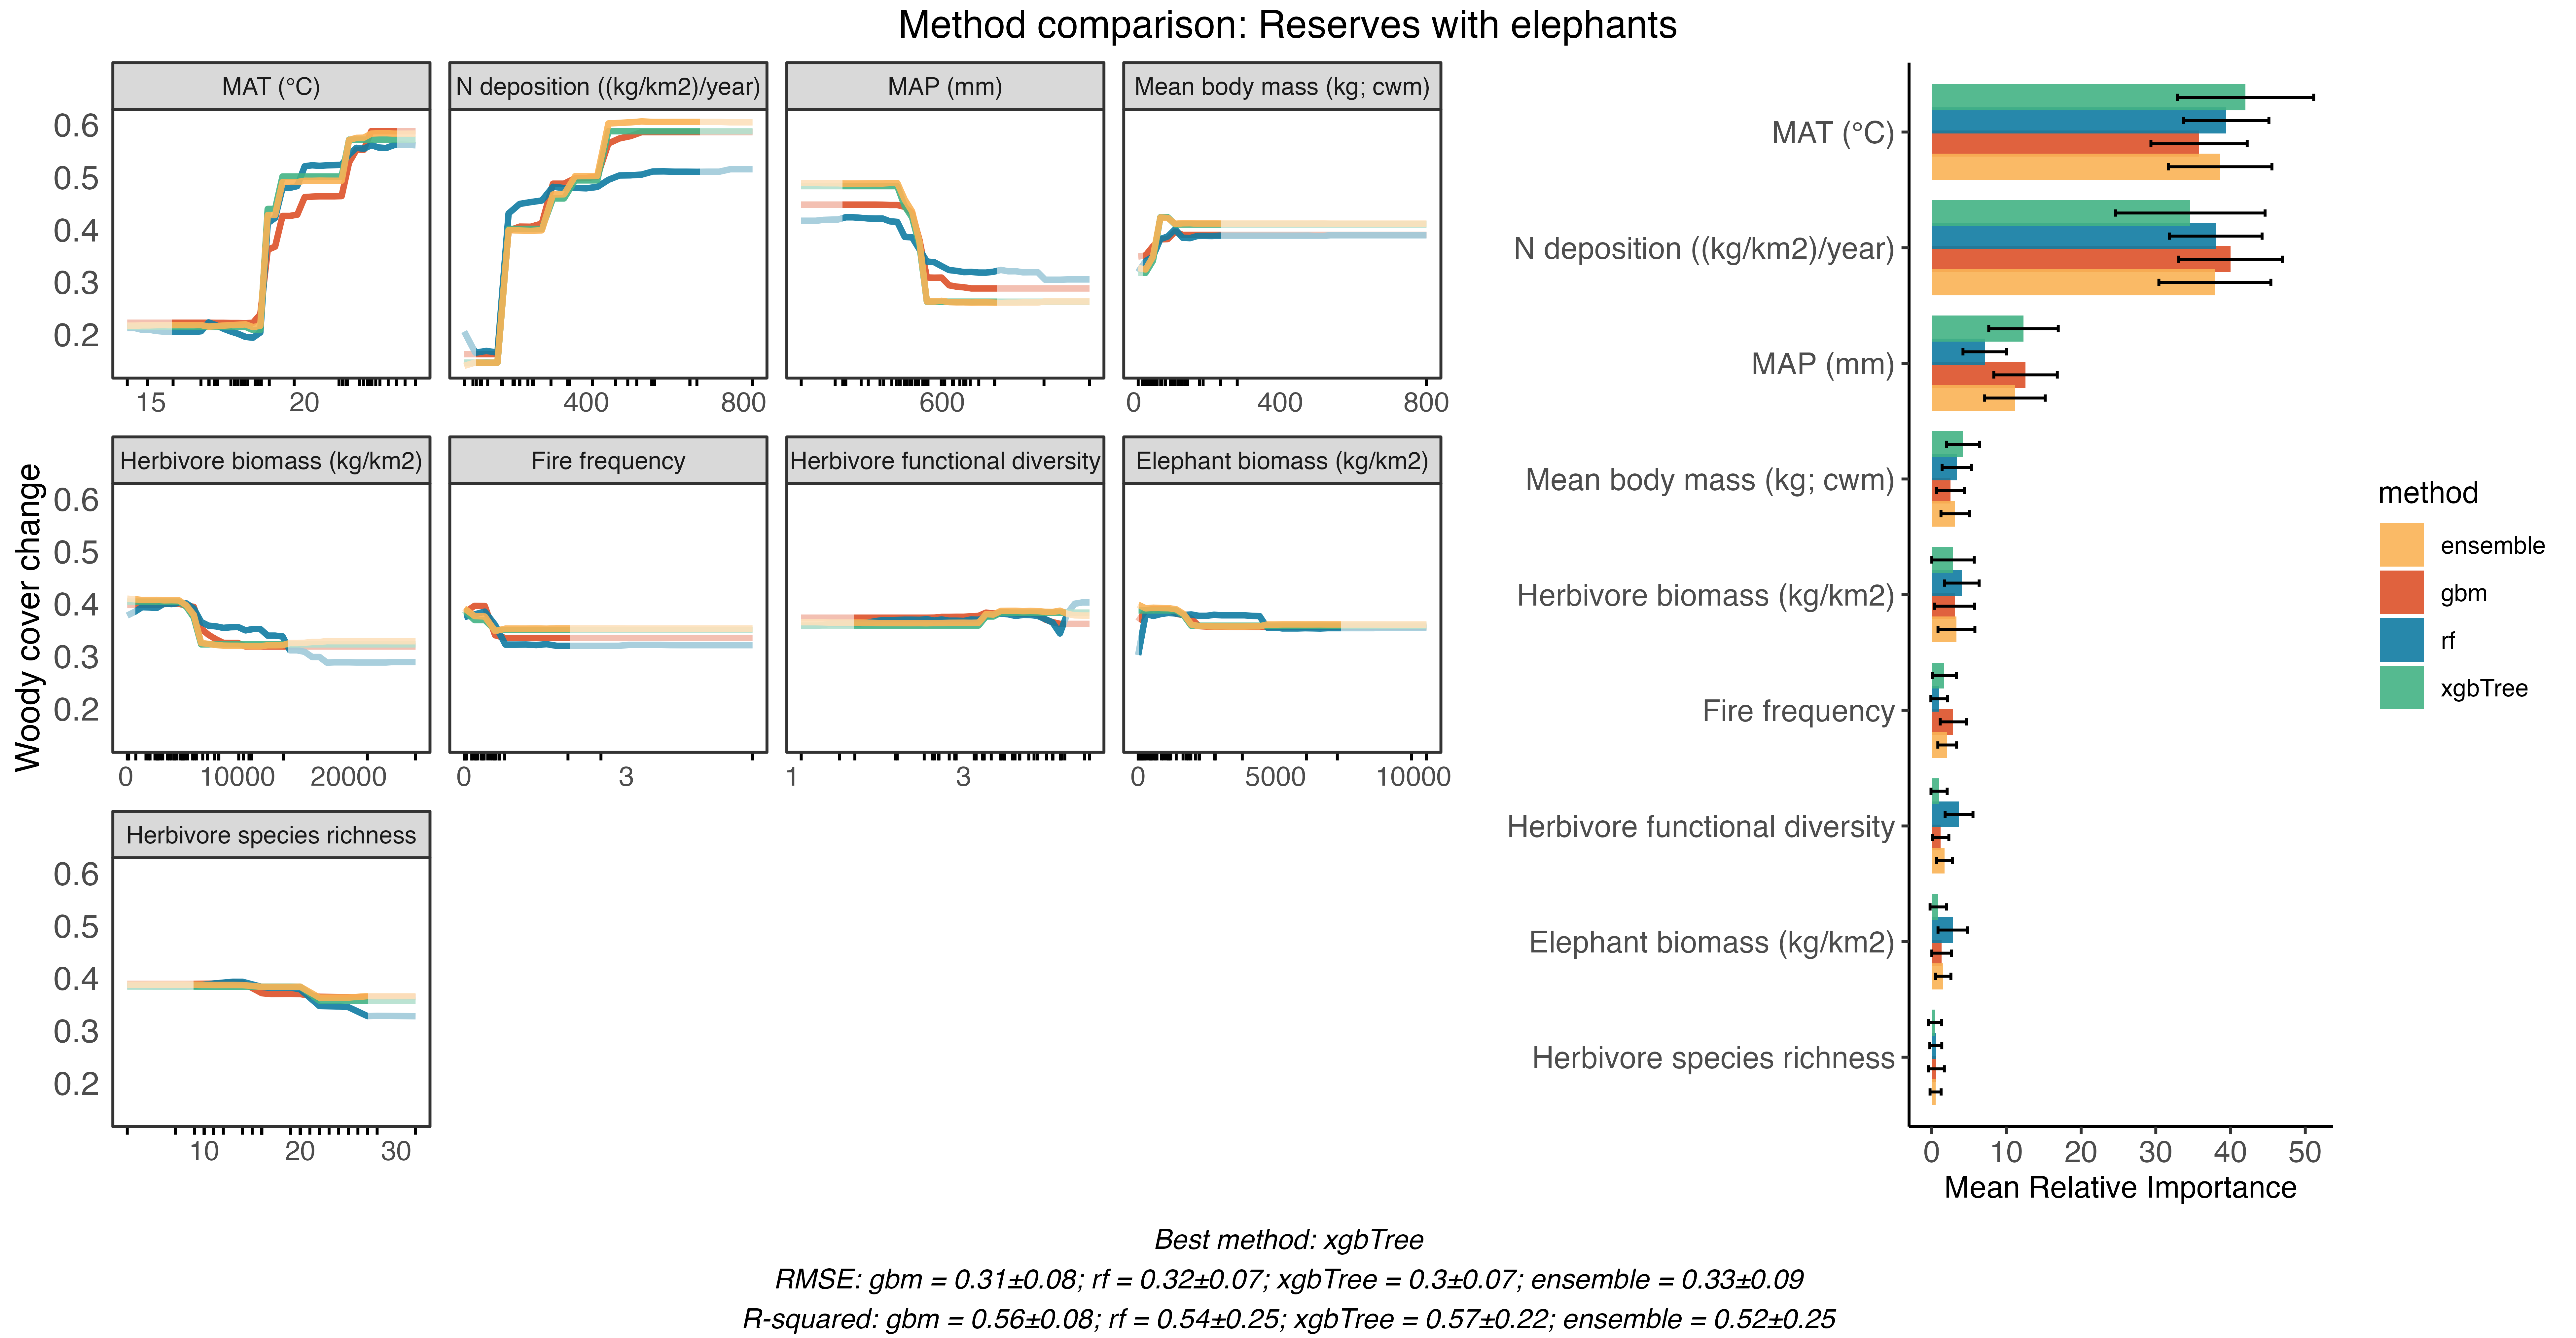 Method comparison: Reserves with elephants
MAT (°C)
N deposition ((kg/km2)/year)
MAP (mm)
Mean body mass (kg; cwm)
0.6
0.5
0.4
0.3
0.2
15 20
400 800
600
0 400 800
Woody cover change
Herbivore biomass (kg/km2)
Fire frequency
Herbivore functional diversity
Elephant biomass (kg/km2)
0.6
0.5
0.4
0.3
0.2
0 10000 20000
0 3
1 3
0 5000 10000
Herbivore species richness
0.6
0.5
0.4
0.3
0.2
10 20 30
MAT (°C)
N deposition ((kg/km2)/year)
MAP (mm)
Mean body mass (kg; cwm)
Herbivore biomass (kg/km2)
Fire frequency
Herbivore functional diversity
Elephant biomass (kg/km2)
Herbivore species richness
0 10 20 30 40 50
Mean Relative Importance
method
ensemble
gbm
rf
xgbTree
Best method: xgbTree
RMSE: gbm = 0.31±0.08; rf = 0.32±0.07; xgbTree = 0.3±0.07; ensemble = 0.33±0.09
R-squared: gbm = 0.56±0.08; rf = 0.54±0.25; xgbTree = 0.57±0.22; ensemble = 0.52±0.25